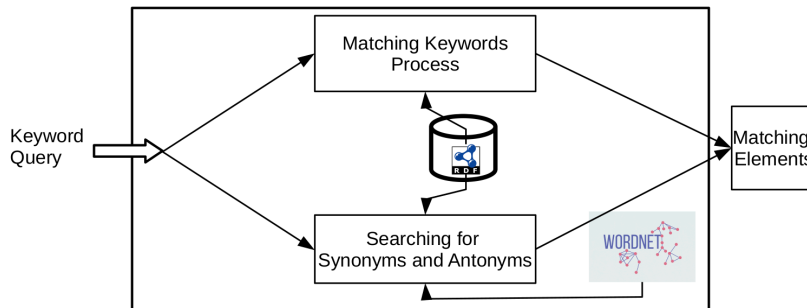 Matching Keywords
Process
Keyword
Query
RDF
Matching
Elements
Searching for
Synonyms and Antonyms
WORDNET